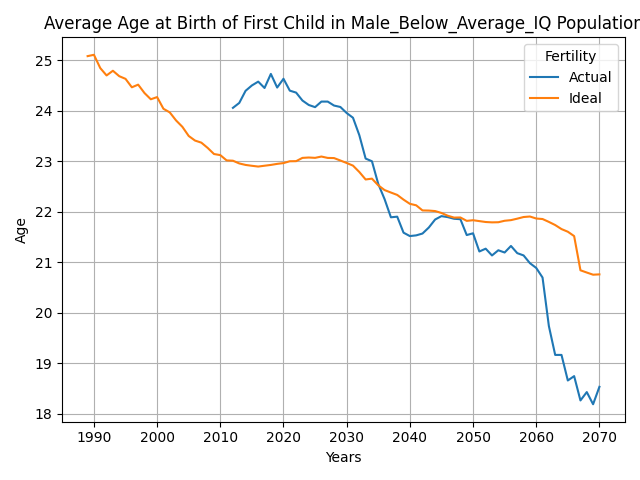 Average Age at Birth of First Child in Male_Below_Average_IQ Population
Fertility
Actual
Ideal
Age
25
24
23
22
21
20
19
18
1990 2000 2010 2020 2030 2040 2050 2060 2070
Years